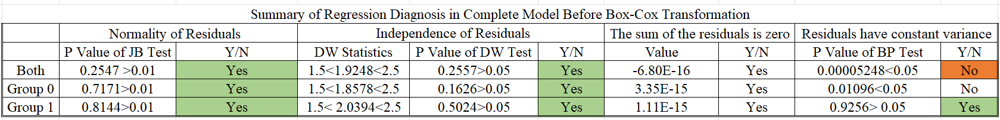 Summary of Regression Diagnosis in Complete Model Before Box-Cox Transformation
Normality of Residuals Independence of Residuals The sum of the residuals is zero Residuals have constant variance
P Value of JB Test Y/N DW Statistics P Value of DW Test Y/N Value Y/N P Value of BP Test Y/N
Both 0.2547 >0.01 Yes 1.5<1.9248<2.5 0.2557>0.05 Yes -6.80E-16 Yes 0.00005248<0.05 No
Group 0 0.7171>0.01 Yes 1.5<1.8578<2.5 0.1626>0.05 Yes 3.35E-15 Yes 0.01096<0.05 No
Group 1 0.8144>0.01 Yes 1.5< 2.0394<2.5 0.5024>0.05 Yes 1.11E-15 Yes 0.9256> 0.05 Yes